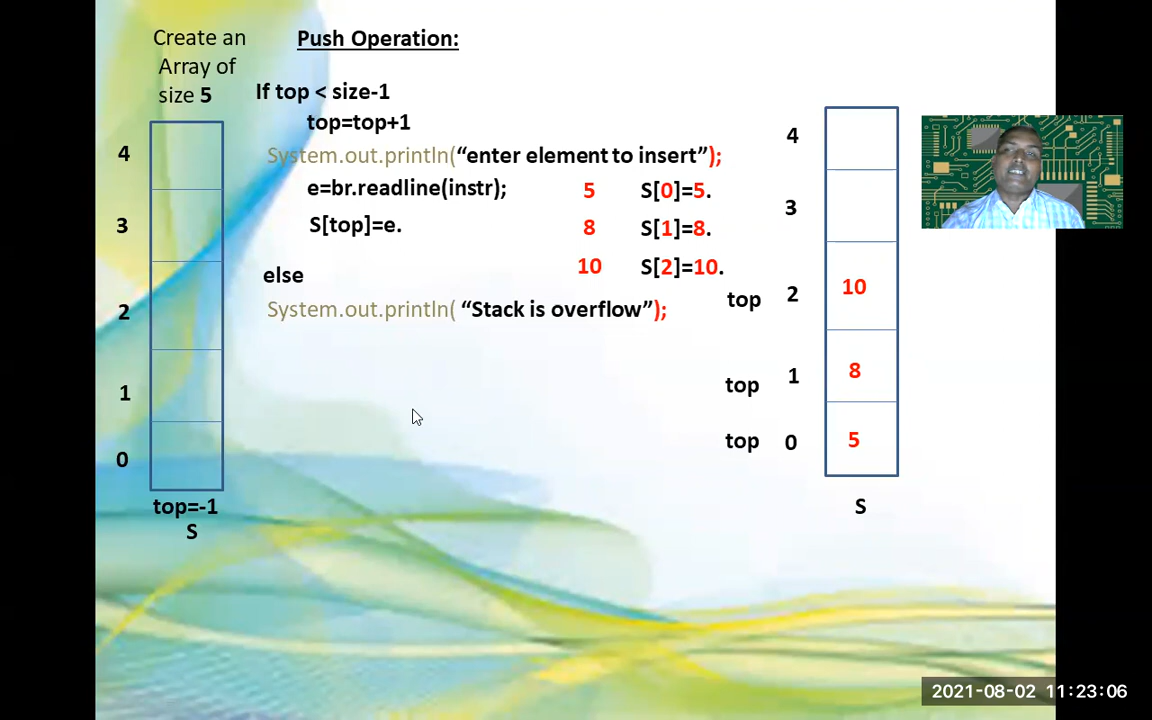 Create an
Array of
size 5
Push Operation:
If top < size-1
top=top+1
System.out.println(“enter element to insert”);
e=br.readline(instr);
S[top]=e.
else
System.out.println( “Stack is overflow”);
5 S[0]=5.
8 S[1]=8.
10 S[2]=10.
4
3
2
1
0
top=-1
S
4
3
top 2 10
top 1 8
top 0 5
S
2021-08-02 11:23:06